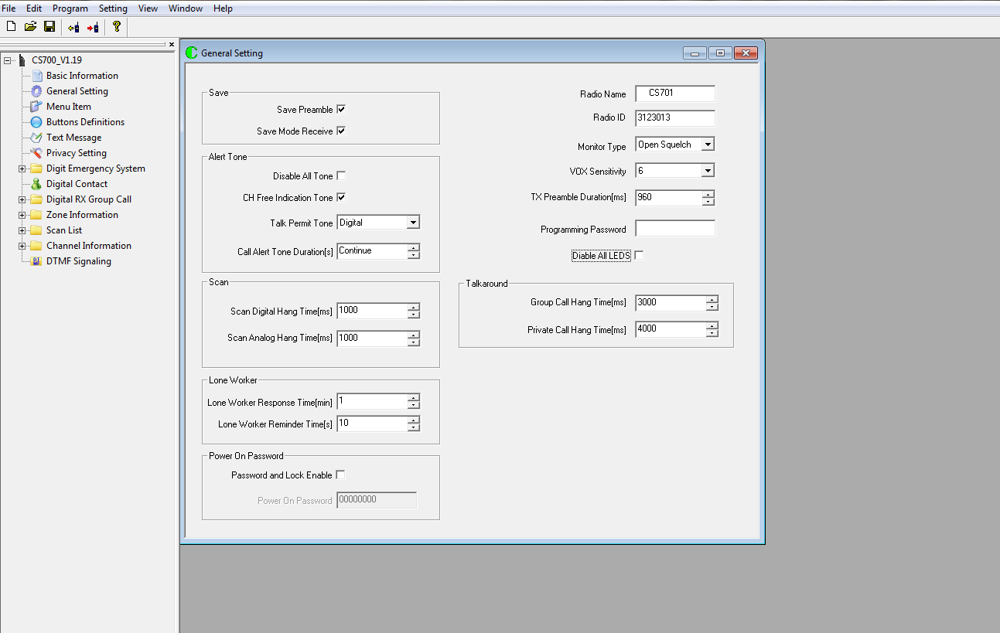 File Edit Program Setting View Window Help
CS700_V1.19
Basic Information
General Setting
Menu Item
Buttons Definitions
Text Message
Privacy Setting
Digit Emergency System
Digital Contact
Digital RX Group Call
Zone Information
Scan List
Channel Information
DTMF Signaling
General Setting
Save
Save Preamble
Save Mode Receive
Alert Tone
Disable All Tone
CH Free Indication Tone
Talk Permit Tone Digital
Call Alert Tone Duration[s] Continue
Scan
Scan Digital Hang Time[ms] 1000
Scan Analog Hang Time[ms] 1000
Lone Worker
Lone Worker Response Time[min] 1
Lone Worker Reminder Time[s] 10
Power On Password
Password and Lock Enable
Power On Password 00000000
Radio Name CS701
Radio ID 3123013
Monitor Type Open Squelch
VOX Sensitivity 6
TX Preamble Duration[ms] 960
Programming Password
Diable All LEDS
Talkaround
Group Call Hang Time[ms] 3000
Private Call Hang Time[ms] 4000